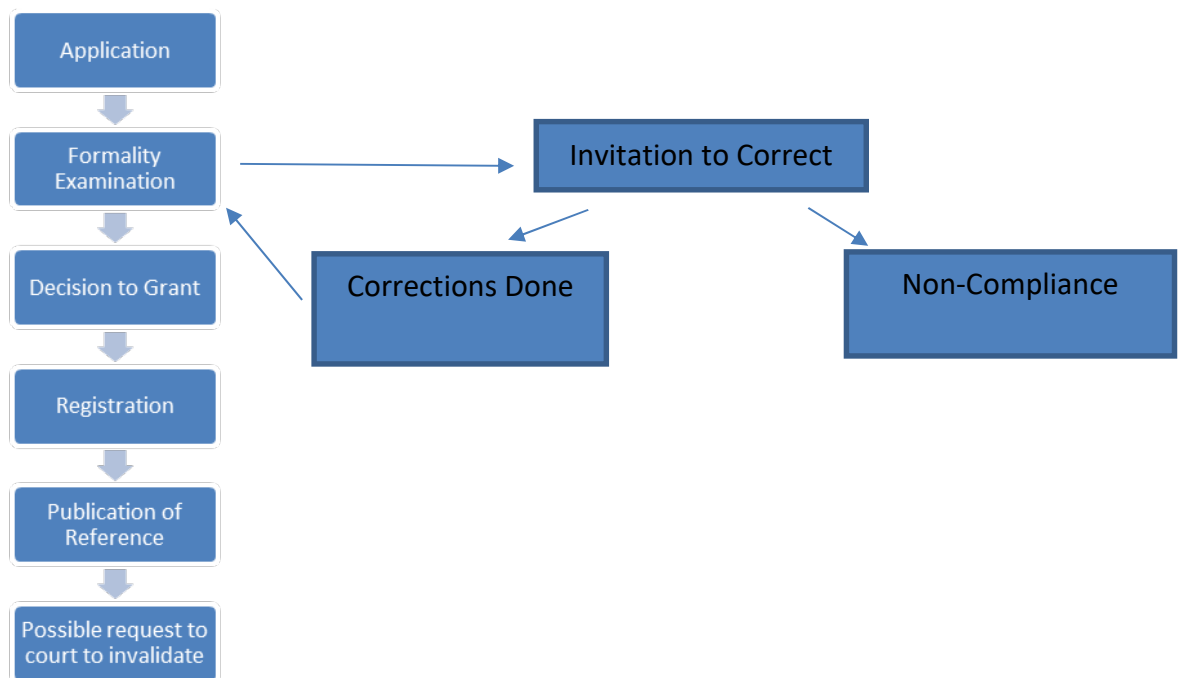 Application
Formality
Examination
Invitation to Correct
Corrections Done
Non-Compliance
Decision to Grant
Registration
Publication of
Reference
Possible request to
court to invalidate